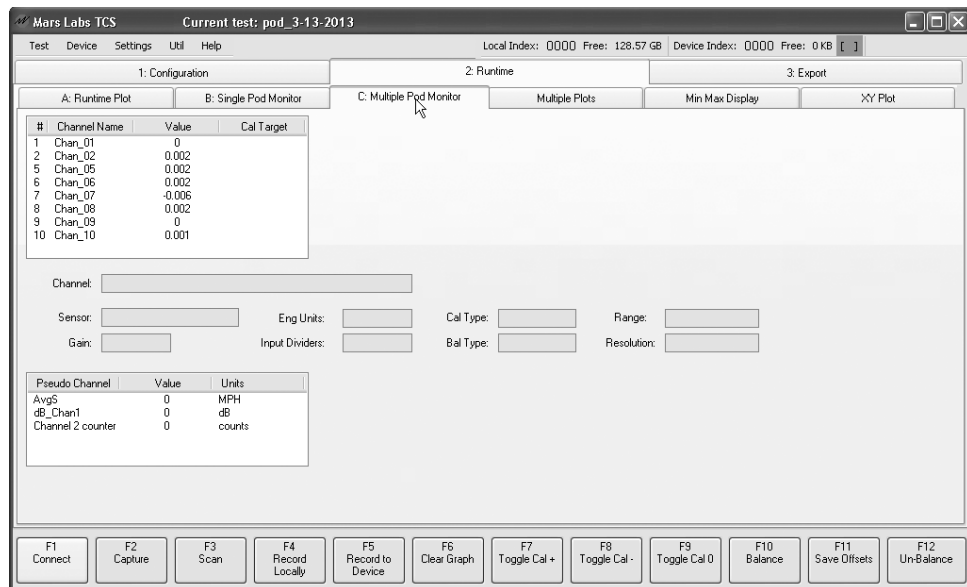 Mars Labs TCS Current test: pod_3-13-2013
Test Device Settings Util Help Local Index: 0000 Free: 128.57 GB Device Index: 0000 Free: 0 KB [ ]
1: Configuration 2: Runtime 3: Export
A: Runtime Plot B: Single Pod Monitor C: Multiple Pod Monitor Multiple Plots Min Max Display XY Plot
# Channel Name Value Cal Target
1 Chan_01 0
2 Chan_02 0.002
5 Chan_05 0.002
6 Chan_06 0.002
7 Chan_07 -0.006
8 Chan_08 0.002
9 Chan_09 0
10 Chan_10 0.001
Channel:
Sensor: Eng Units: Cal Type: Range:
Gain: Input Dividers: Bal Type: Resolution:
Pseudo Channel Value Units
AvgS 0 MPH
dB_Chan1 0 dB
Channel 2 counter 0 counts
F1 F2 F3 F4 F5 F6 F7 F8 F9 F10 F11 F12
Connect Capture Scan Record Record to Clear Graph Toggle Cal + Toggle Cal - Toggle Cal 0 Balance Save Offsets Un-Balance
Locally Device